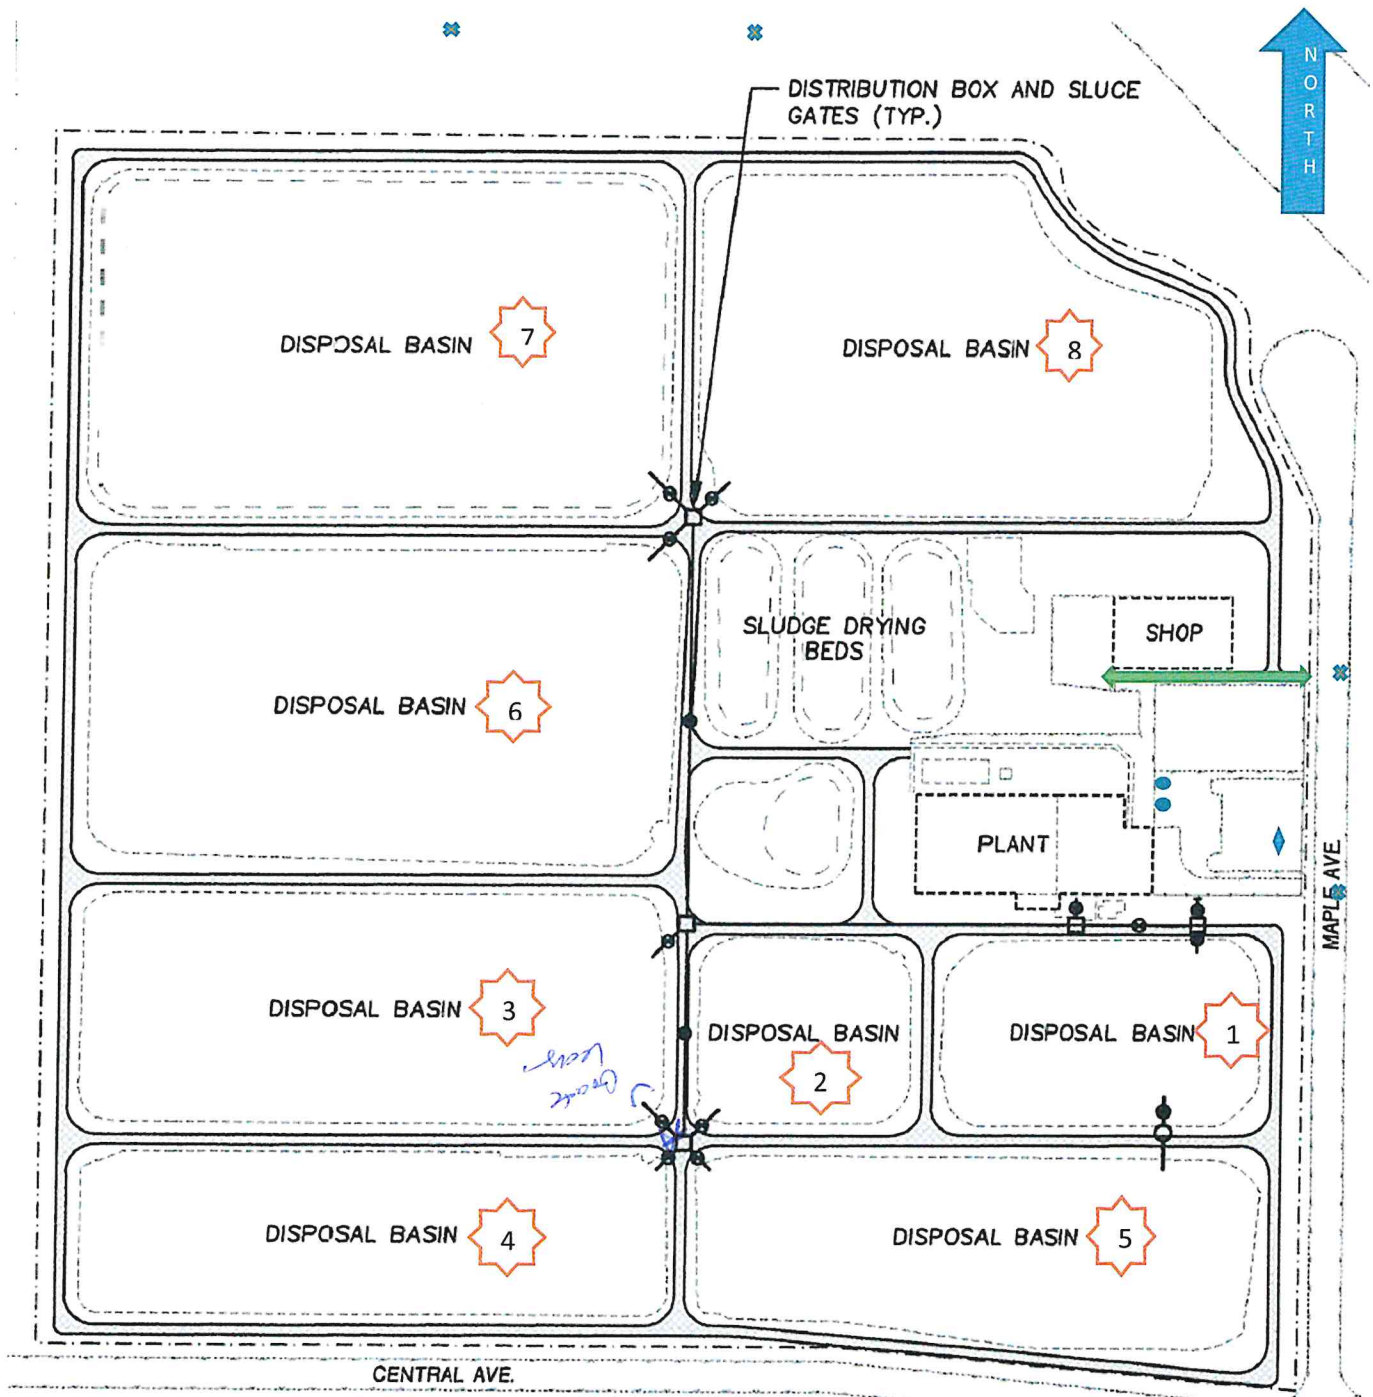 NORTH
DISTRIBUTION BOX AND SLUCE
GATES (TYP.)
DISPOSAL BASIN 7
DISPOSAL BASIN 8
SLUDGE DRYING
BEDS
SHOP
DISPOSAL BASIN 6
PLANT
MAPLE AVE.
DISPOSAL BASIN 3
DISPOSAL BASIN
2
DISPOSAL BASIN 1
DISPOSAL BASIN 4
DISPOSAL BASIN 5
CENTRAL AVE.